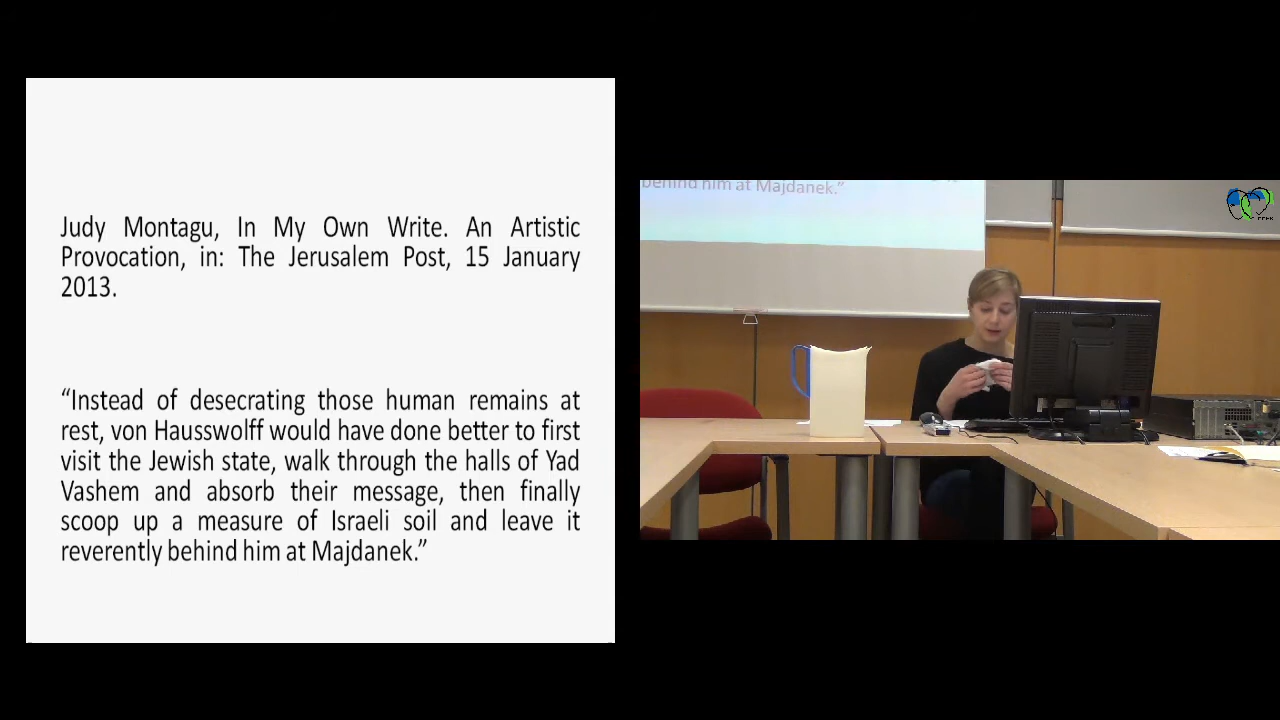 Judy Montagu, In My Own Write. An Artistic
Provocation, in: The Jerusalem Post, 15 January
2013.
“Instead of desecrating those human remains at
rest, von Hausswolff would have done better to first
visit the Jewish state, walk through the halls of Yad
Vashem and absorb their message, then finally
scoop up a measure of Israeli soil and leave it
reverently behind him at Majdanek.”
behind him at Majdanek.”